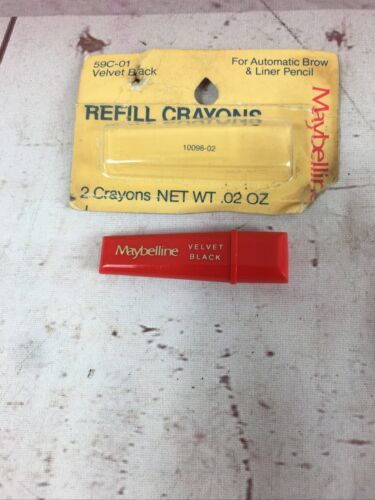 59C-01
Velvet Black
For Automatic Brow
& Liner Pencil
REFILL CRAYONS
Maybelline
10098-02
2 Crayons NET WT .02 OZ
Maybelline
VELVET
BLACK